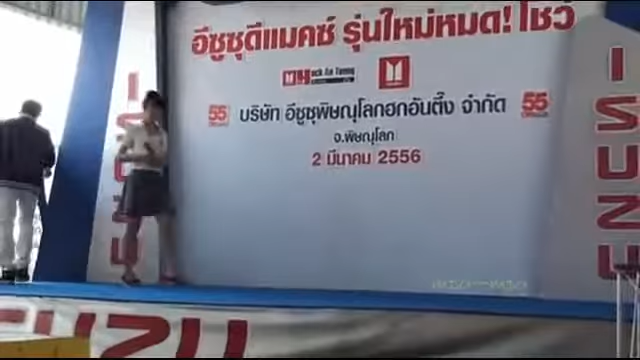 อีซูซุดีแมคซ์ รุ่นใหม่หมด! โชว์
55 บริษัท อีซูซุพิษณุโลกฮกอันตึ๊ง จำกัด 55
จ.พิษณุโลก
2 มีนาคม 2556
ISUZU
ISUZU
ISUZU